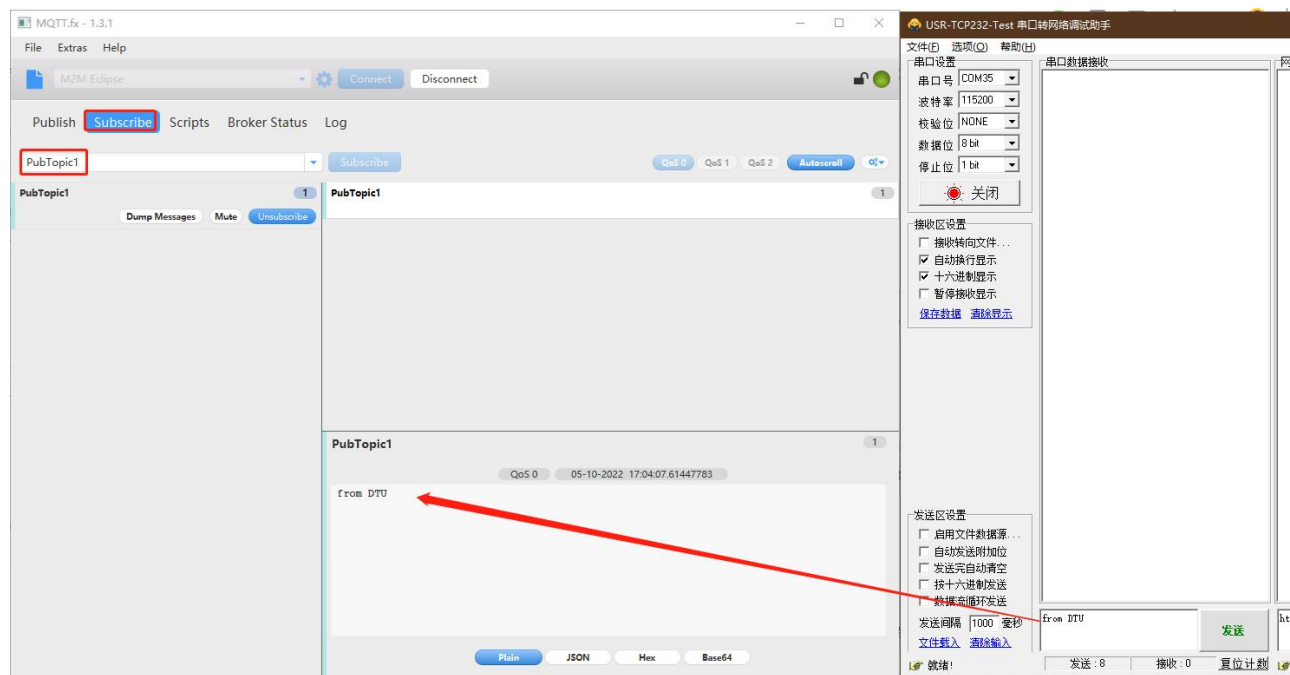 MQTT.fx - 1.3.1
File Extras Help
M2M Eclipse
Connect
Disconnect
Publish Subscribe Scripts Broker Status Log
PubTopic1
Subscribe
QoS 0 QoS 1 QoS 2 Autoscroll
PubTopic1 1
Dump Messages Mute Unsubscribe
PubTopic1 1
PubTopic1 1
QoS 0 05-10-2022 17:04:07.61447783
from DTU
Plain JSON Hex Base64
USR-TCP232-Test 串口转网络调试助手
文件(F) 选项(O) 帮助(H)
串口设置
串口号 COM35
波特率 115200
校验位 NONE
数据位 8 bit
停止位 1 bit
关闭
接收区设置
接收转向文件...
自动换行显示
十六进制显示
暂停接收显示
保存数据 清除显示
串口数据接收
发送区设置
启用文件数据源...
自动发送附加位
发送完自动清空
按十六进制发送
数据流循环发送
发送间隔 1000 毫秒
文件载入 清除输入
from DTU
发送
ht
就绪!
发送:8 接收:0 复位计数